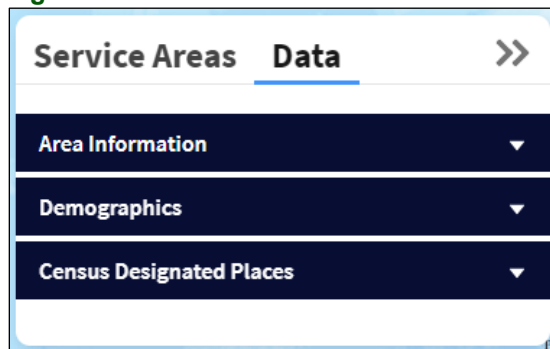 Service Areas Data
Area Information
Demographics
Census Designated Places